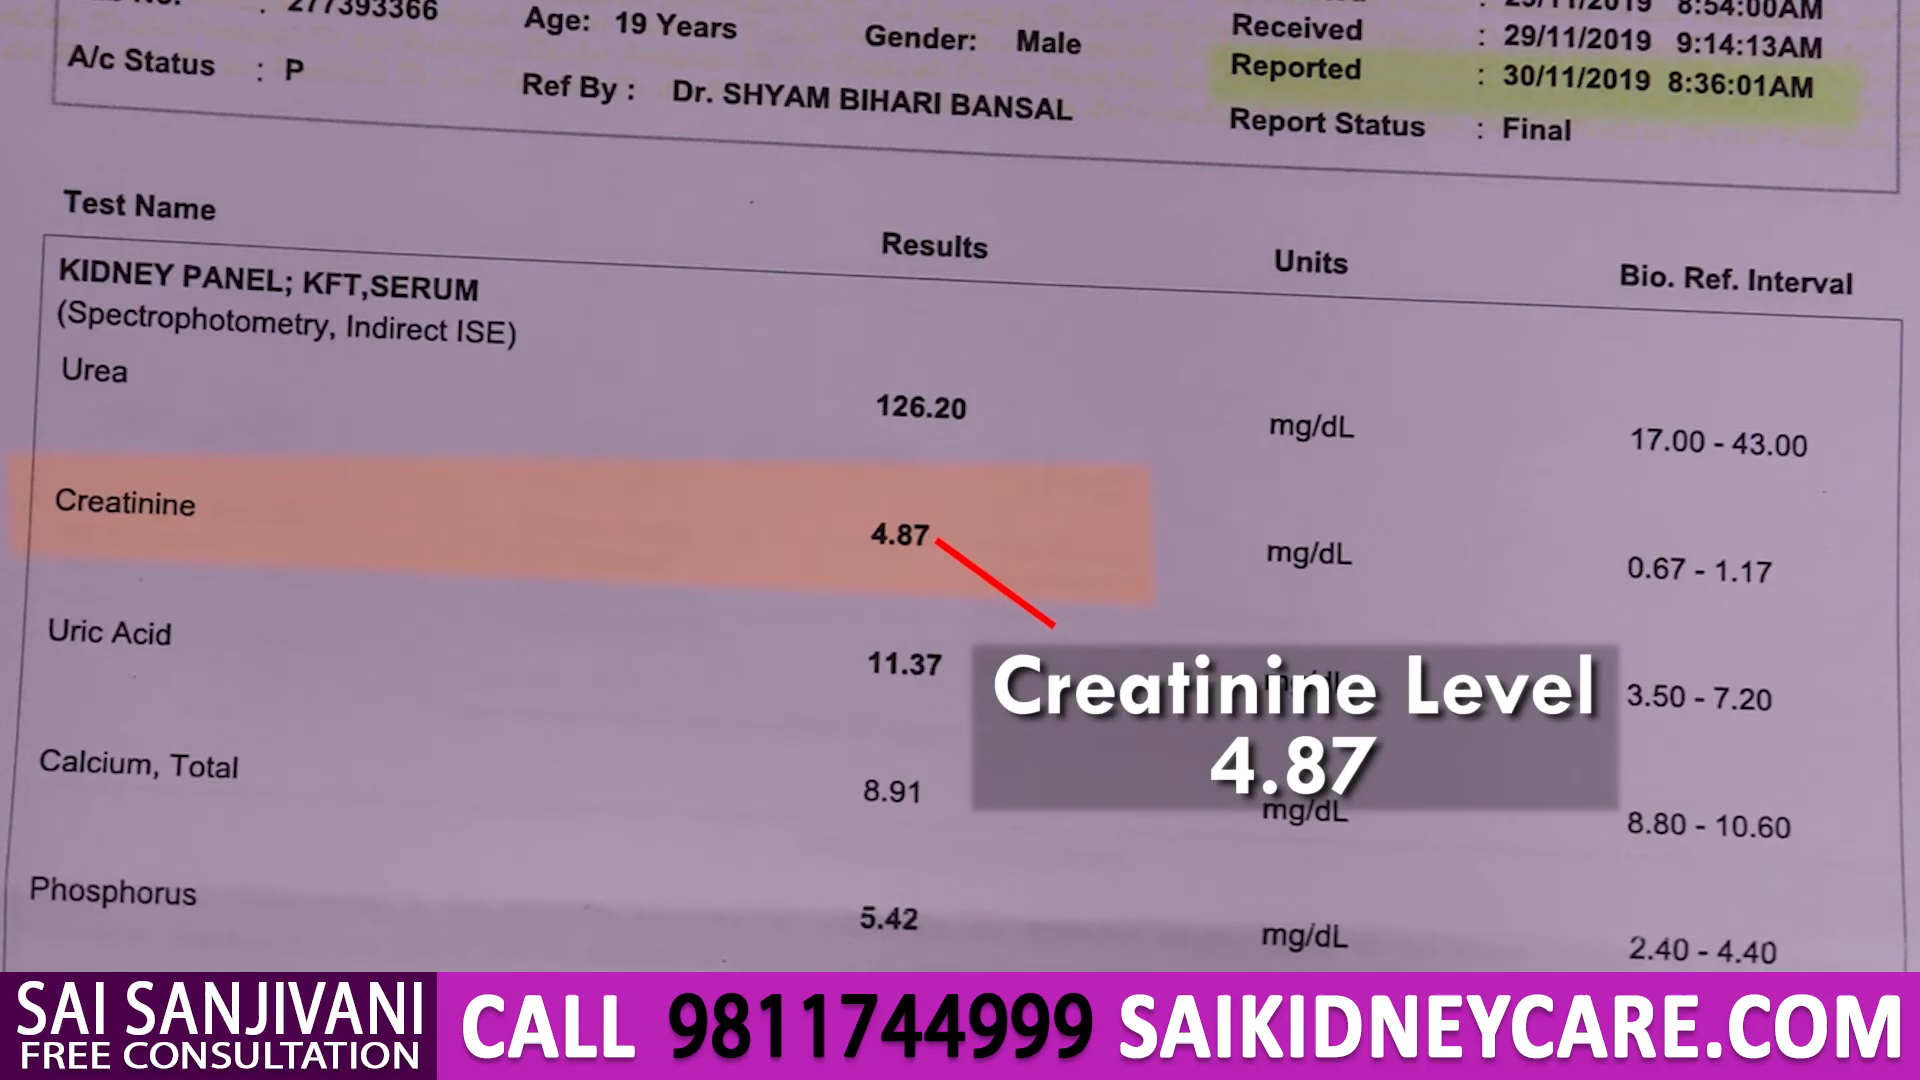 : 277393366
Age: 19 Years
Gender: Male
8:54:00AM
Received : 29/11/2019 9:14:13AM
A/c Status : P
Ref By : Dr. SHYAM BIHARI BANSAL
Reported : 30/11/2019 8:36:01AM
Report Status : Final
Test Name Results Units Bio. Ref. Interval
KIDNEY PANEL; KFT,SERUM
(Spectrophotometry, Indirect ISE)
Urea 126.20 mg/dL 17.00 - 43.00
Creatinine 4.87 mg/dL 0.67 - 1.17
Uric Acid 11.37 3.50 - 7.20
Creatinine Level
4.87
Calcium, Total 8.91 mg/dL 8.80 - 10.60
Phosphorus 5.42 mg/dL 2.40 - 4.40
SAI SANJIVANI
FREE CONSULTATION
CALL 9811744999 SAIKIDNEYCARE.COM